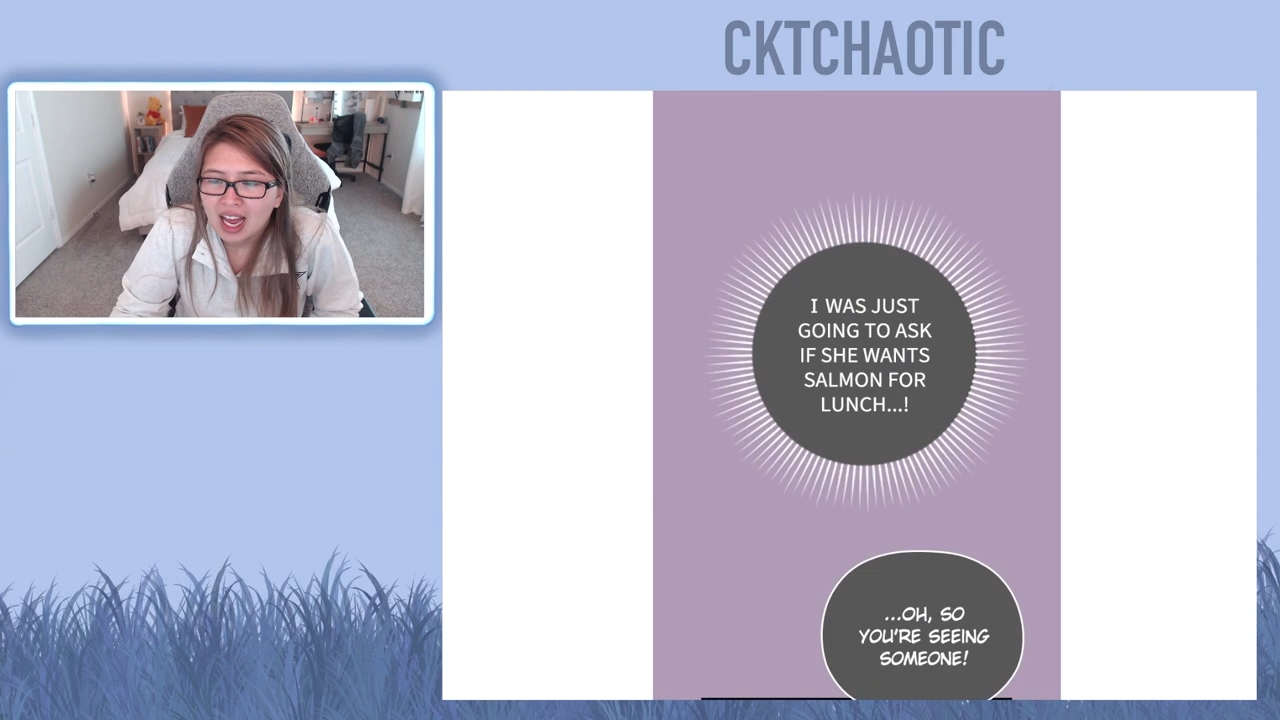 CKTCHAOTIC
I WAS JUST
GOING TO ASK
IF SHE WANTS
SALMON FOR
LUNCH...!
...OH, SO
YOU'RE SEEING
SOMEONE!